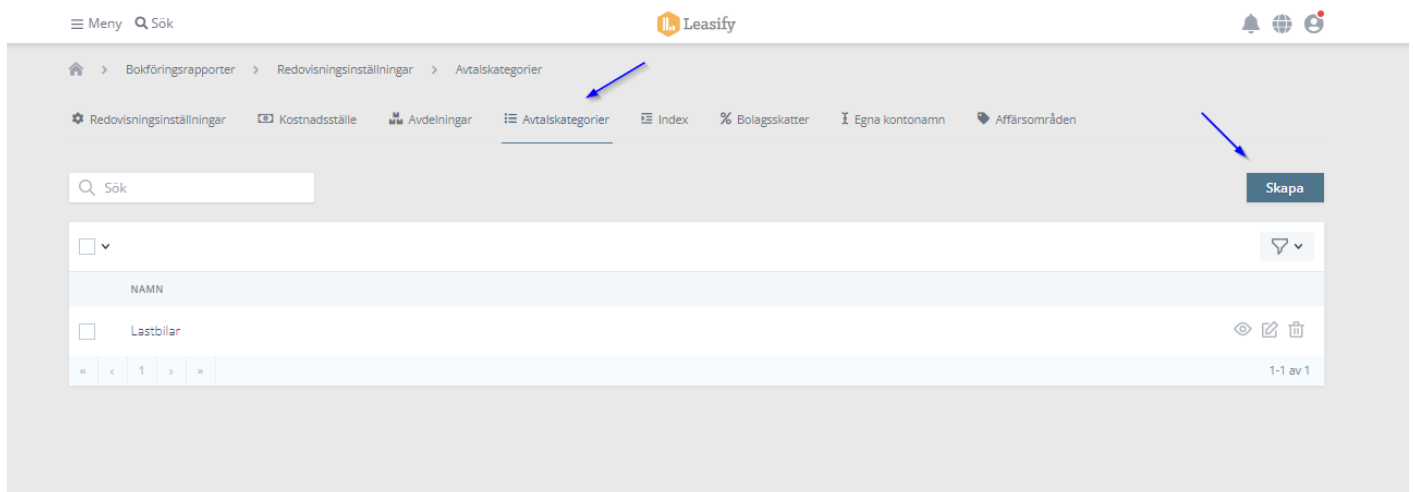 Meny Sök Leasify
Bokföringsrapporter > Redovisningsinställningar > Avtalskategorier
Redovisningsinställningar Kostnadsställe Avdelningar Avtalskategorier Index % Bolagsskatter Egna kontonamn Affärsområden
Sök Skapa
NAMN
Lastbilar
« ‹ 1 › » 1-1 av 1